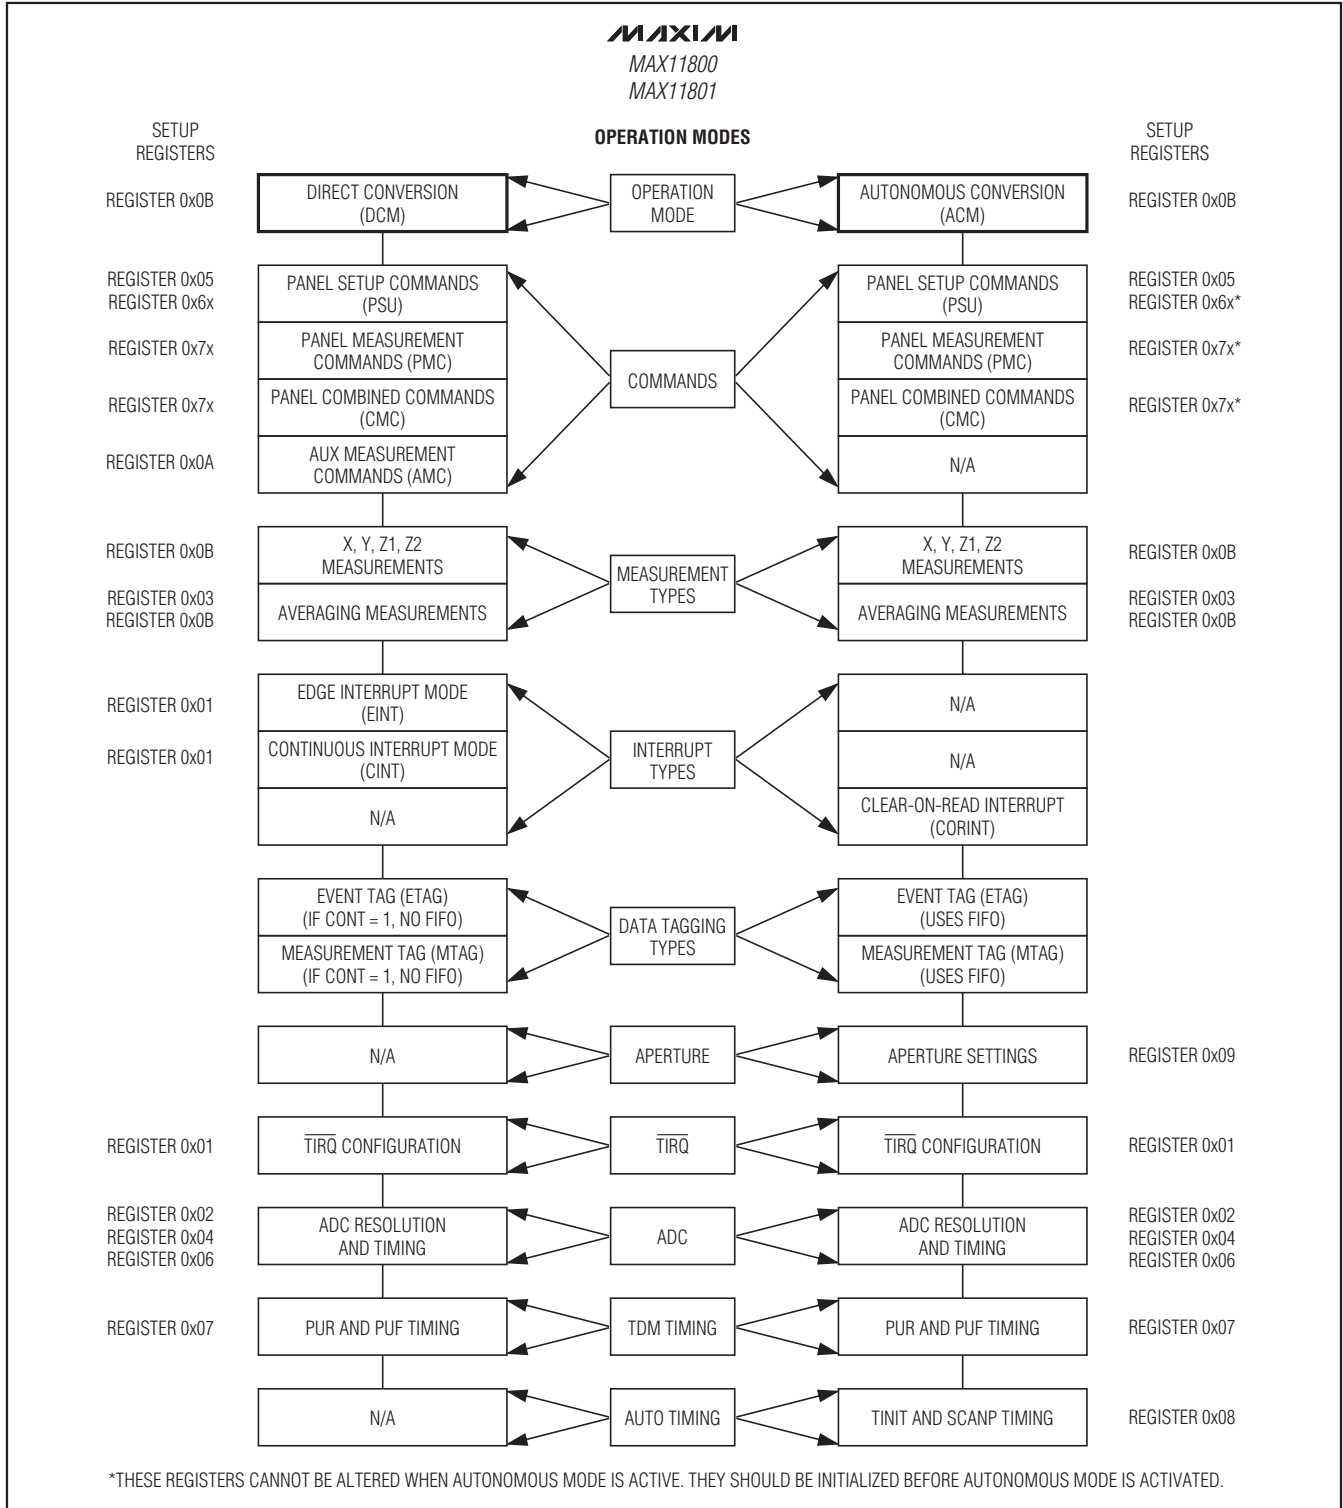 MAXIM
MAX11800
MAX11801
OPERATION MODES
SETUP
REGISTERS
SETUP
REGISTERS
REGISTER 0x0B
DIRECT CONVERSION
(DCM)
OPERATION
MODE
AUTONOMOUS CONVERSION
(ACM)
REGISTER 0x0B
REGISTER 0x05
REGISTER 0x6x
PANEL SETUP COMMANDS
(PSU)
PANEL SETUP COMMANDS
(PSU)
REGISTER 0x05
REGISTER 0x6x*
REGISTER 0x7x
PANEL MEASUREMENT
COMMANDS (PMC)
COMMANDS
PANEL MEASUREMENT
COMMANDS (PMC)
REGISTER 0x7x*
REGISTER 0x7x
PANEL COMBINED COMMANDS
(CMC)
PANEL COMBINED COMMANDS
(CMC)
REGISTER 0x7x*
REGISTER 0x0A
AUX MEASUREMENT
COMMANDS (AMC)
N/A
REGISTER 0x0B
X, Y, Z1, Z2
MEASUREMENTS
MEASUREMENT
TYPES
X, Y, Z1, Z2
MEASUREMENTS
REGISTER 0x0B
REGISTER 0x03
REGISTER 0x0B
AVERAGING MEASUREMENTS
AVERAGING MEASUREMENTS
REGISTER 0x03
REGISTER 0x0B
REGISTER 0x01
EDGE INTERRUPT MODE
(EINT)
N/A
REGISTER 0x01
CONTINUOUS INTERRUPT MODE
(CINT)
INTERRUPT
TYPES
N/A
N/A
CLEAR-ON-READ INTERRUPT
(CORINT)
EVENT TAG (ETAG)
(IF CONT = 1, NO FIFO)
DATA TAGGING
TYPES
EVENT TAG (ETAG)
(USES FIFO)
MEASUREMENT TAG (MTAG)
(IF CONT = 1, NO FIFO)
MEASUREMENT TAG (MTAG)
(USES FIFO)
N/A
APERTURE
APERTURE SETTINGS
REGISTER 0x09
REGISTER 0x01
TIRQ CONFIGURATION
TIRQ
TIRQ CONFIGURATION
REGISTER 0x01
REGISTER 0x02
REGISTER 0x04
REGISTER 0x06
ADC RESOLUTION
AND TIMING
ADC
ADC RESOLUTION
AND TIMING
REGISTER 0x02
REGISTER 0x04
REGISTER 0x06
REGISTER 0x07
PUR AND PUF TIMING
TDM TIMING
PUR AND PUF TIMING
REGISTER 0x07
N/A
AUTO TIMING
TINIT AND SCANP TIMING
REGISTER 0x08
*THESE REGISTERS CANNOT BE ALTERED WHEN AUTONOMOUS MODE IS ACTIVE. THEY SHOULD BE INITIALIZED BEFORE AUTONOMOUS MODE IS ACTIVATED.